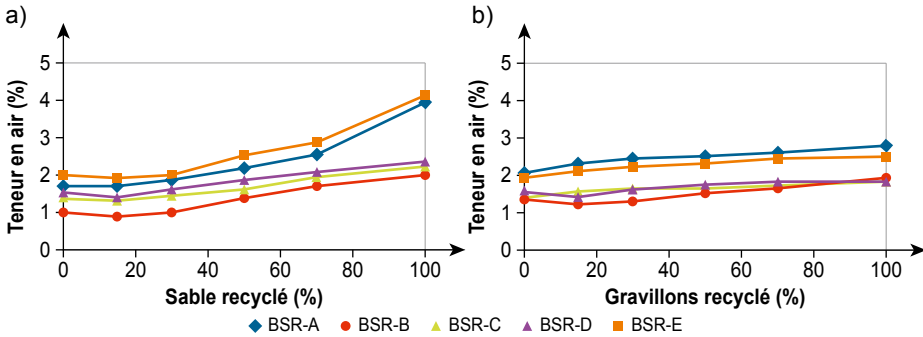 a)
Teneur en air (%)
5
4
3
2
1
0
0 20 40 60 80 100
Sable recyclé (%)
b)
Teneur en air (%)
5
4
3
2
1
0
0 20 40 60 80 100
Gravillons recyclé (%)
BSR-A BSR-B BSR-C BSR-D BSR-E